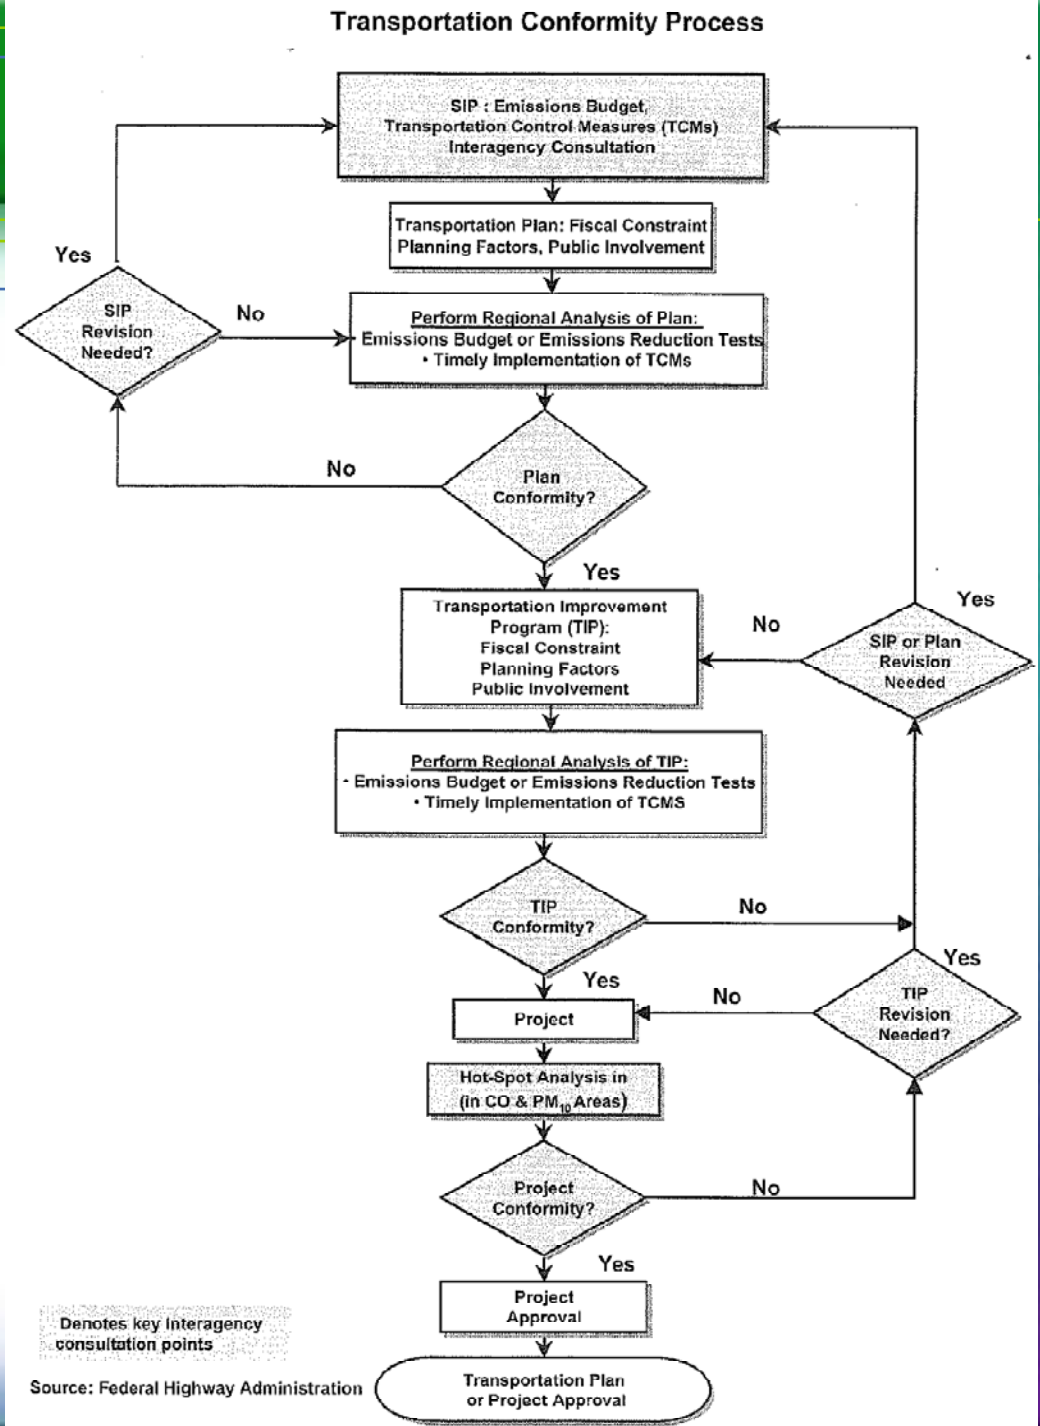 Transportation Conformity Process
SIP : Emissions Budget,
Transportation Control Measures (TCMs)
Interagency Consultation
Transportation Plan: Fiscal Constraint
Planning Factors, Public Involvement
Yes
SIP
Revision
Needed?
No
Perform Regional Analysis of Plan:
Emissions Budget or Emissions Reduction Tests
• Timely Implementation of TCMs
No
Plan
Conformity?
Yes
Transportation Improvement
Program (TIP):
Fiscal Constraint
Planning Factors
Public Involvement
No
Yes
SIP or Plan
Revision
Needed
Perform Regional Analysis of TIP:
- Emissions Budget or Emissions Reduction Tests
• Timely Implementation of TCMS
TIP
Conformity?
No
Yes
Yes
TIP
Revision
Needed?
No
Project
Hot-Spot Analysis in
(in CO & PM10 Areas)
Project
Conformity?
No
Yes
Project
Approval
Denotes key Interagency
consultation points
Source: Federal Highway Administration
Transportation Plan
or Project Approval